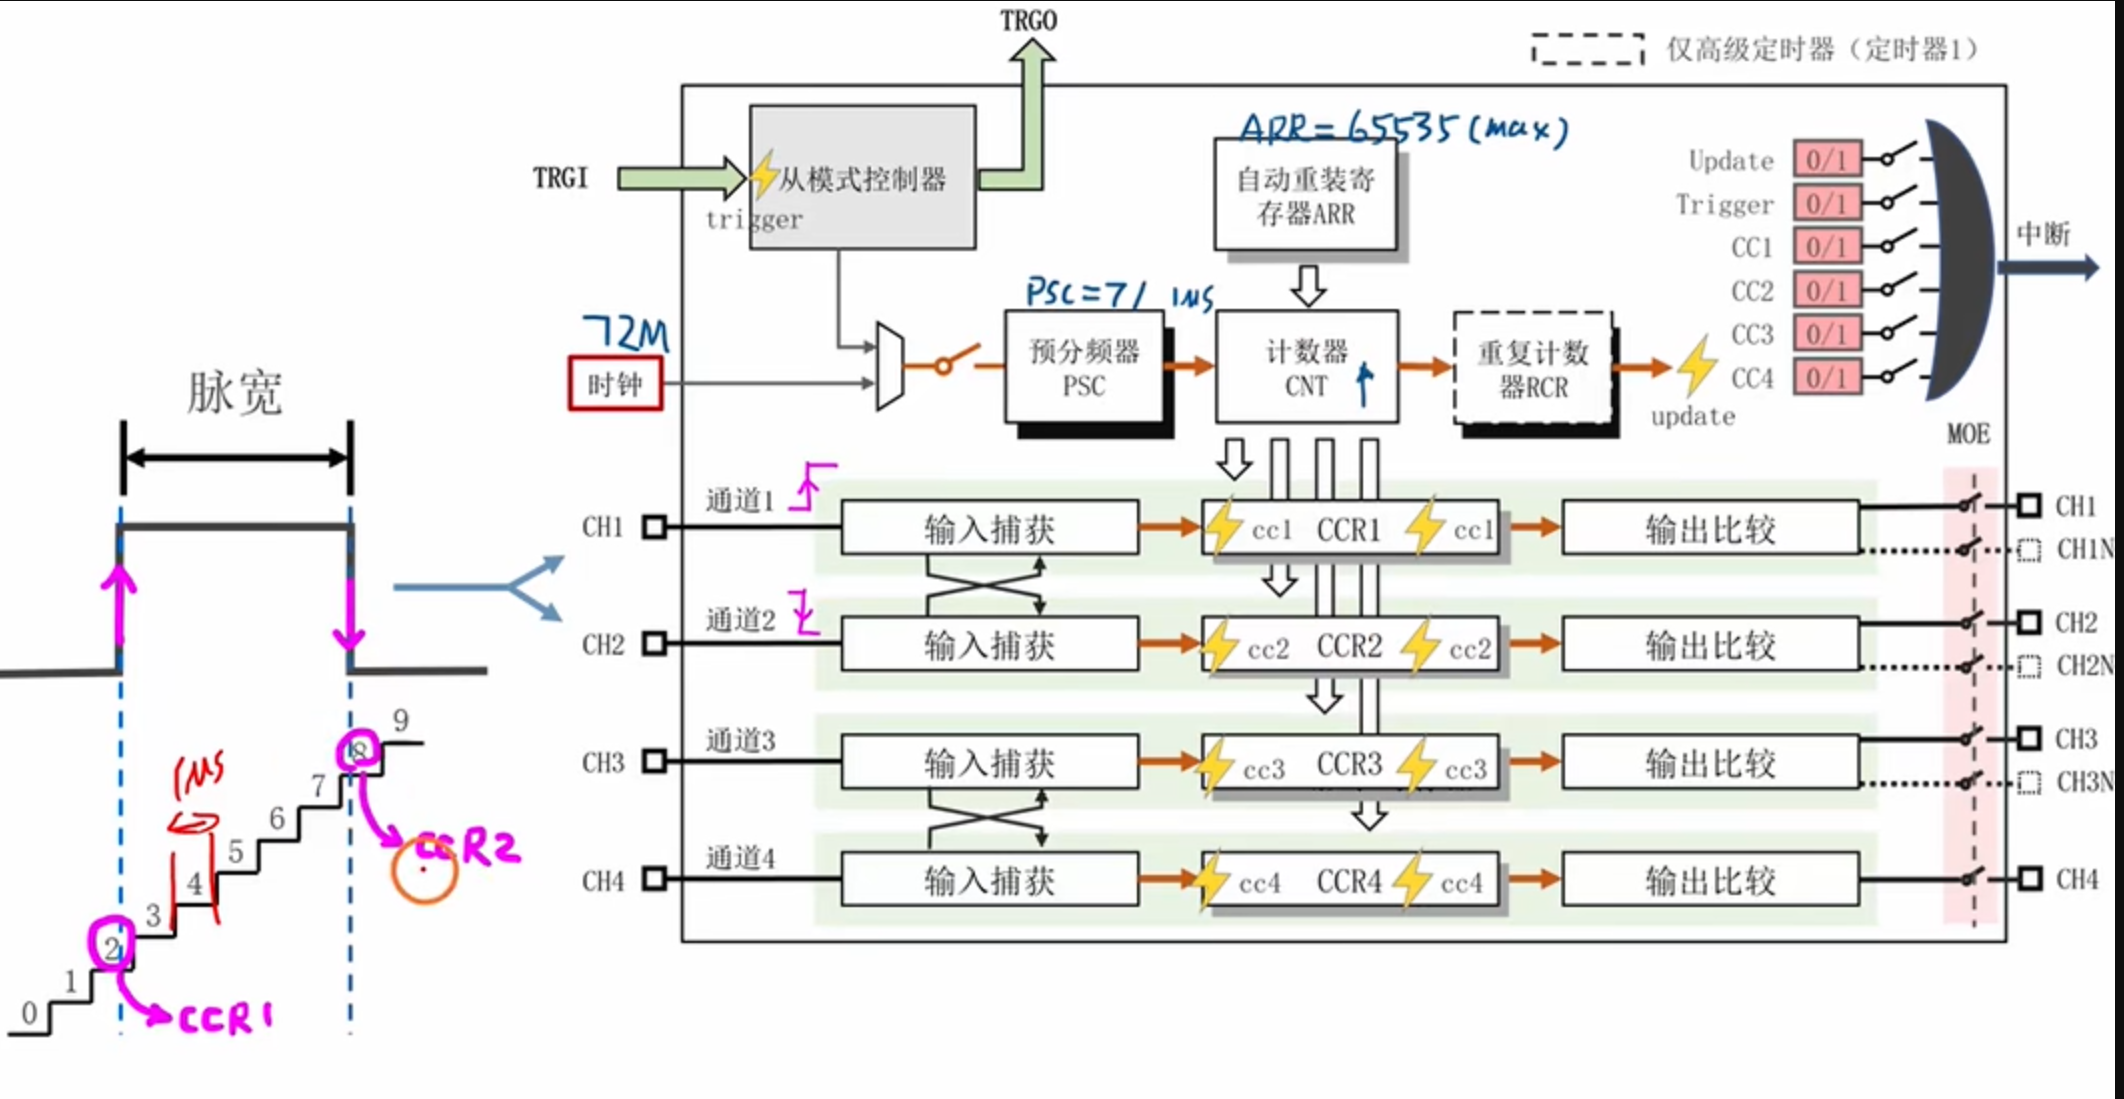 TRGO
仅高级定时器（定时器1）
ARR=65535(max)
TRGI
从模式控制器
trigger
自动重装寄
存器ARR
Update 0/1
Trigger 0/1
CC1 0/1
CC2 0/1
CC3 0/1
CC4 0/1
中断
72M
时钟
PSC=71 1μs
预分频器
PSC
计数器
CNT
重复计数
器RCR
update
MOE
脉宽
CH1 通道1 输入捕获 cc1 CCR1 cc1 输出比较 CH1
CH1N
CH2 通道2 输入捕获 cc2 CCR2 cc2 输出比较 CH2
CH2N
CH3 通道3 输入捕获 cc3 CCR3 cc3 输出比较 CH3
CH3N
CH4 通道4 输入捕获 cc4 CCR4 cc4 输出比较 CH4
0
1
2
3
4
5
6
7
8
9
1μs
CCR2
CCR1